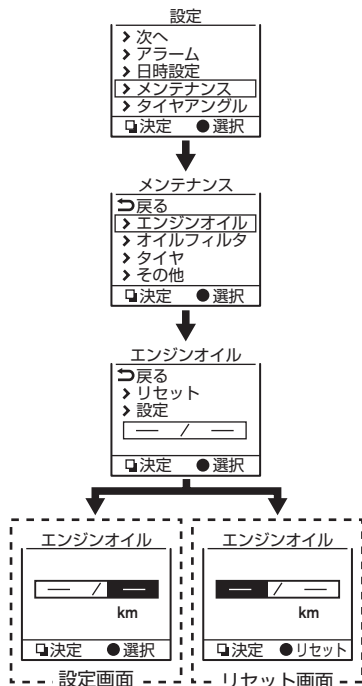 設定
次へ
アラーム
日時設定
メンテナンス
タイヤアングル
決定 ●選択
メンテナンス
戻る
エンジンオイル
オイルフィルタ
タイヤ
その他
決定 ●選択
エンジンオイル
戻る
リセット
設定
— / —
決定 ●選択
エンジンオイル
— / —
km
決定 ●選択
設定画面
エンジンオイル
— / —
km
決定 ●リセット
リセット画面